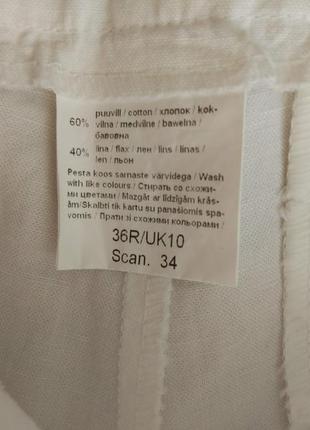 puuvill / cotton / хлопок / kok-
60% vilna / medvilne / bawełna /
бавовна
40% lina / flax / лен / lins / linas /
len / льон
Pesta koos sarnaste värvidega / Wash
with like colours / Стирать со схожи-
ми цветами / Mazgāt ar līdzīgām krās-
ām/Skalbti tik kartu su panašiomis spa-
vomis / Прати зі схожими кольорами /
36R/UK10
Scan. 34